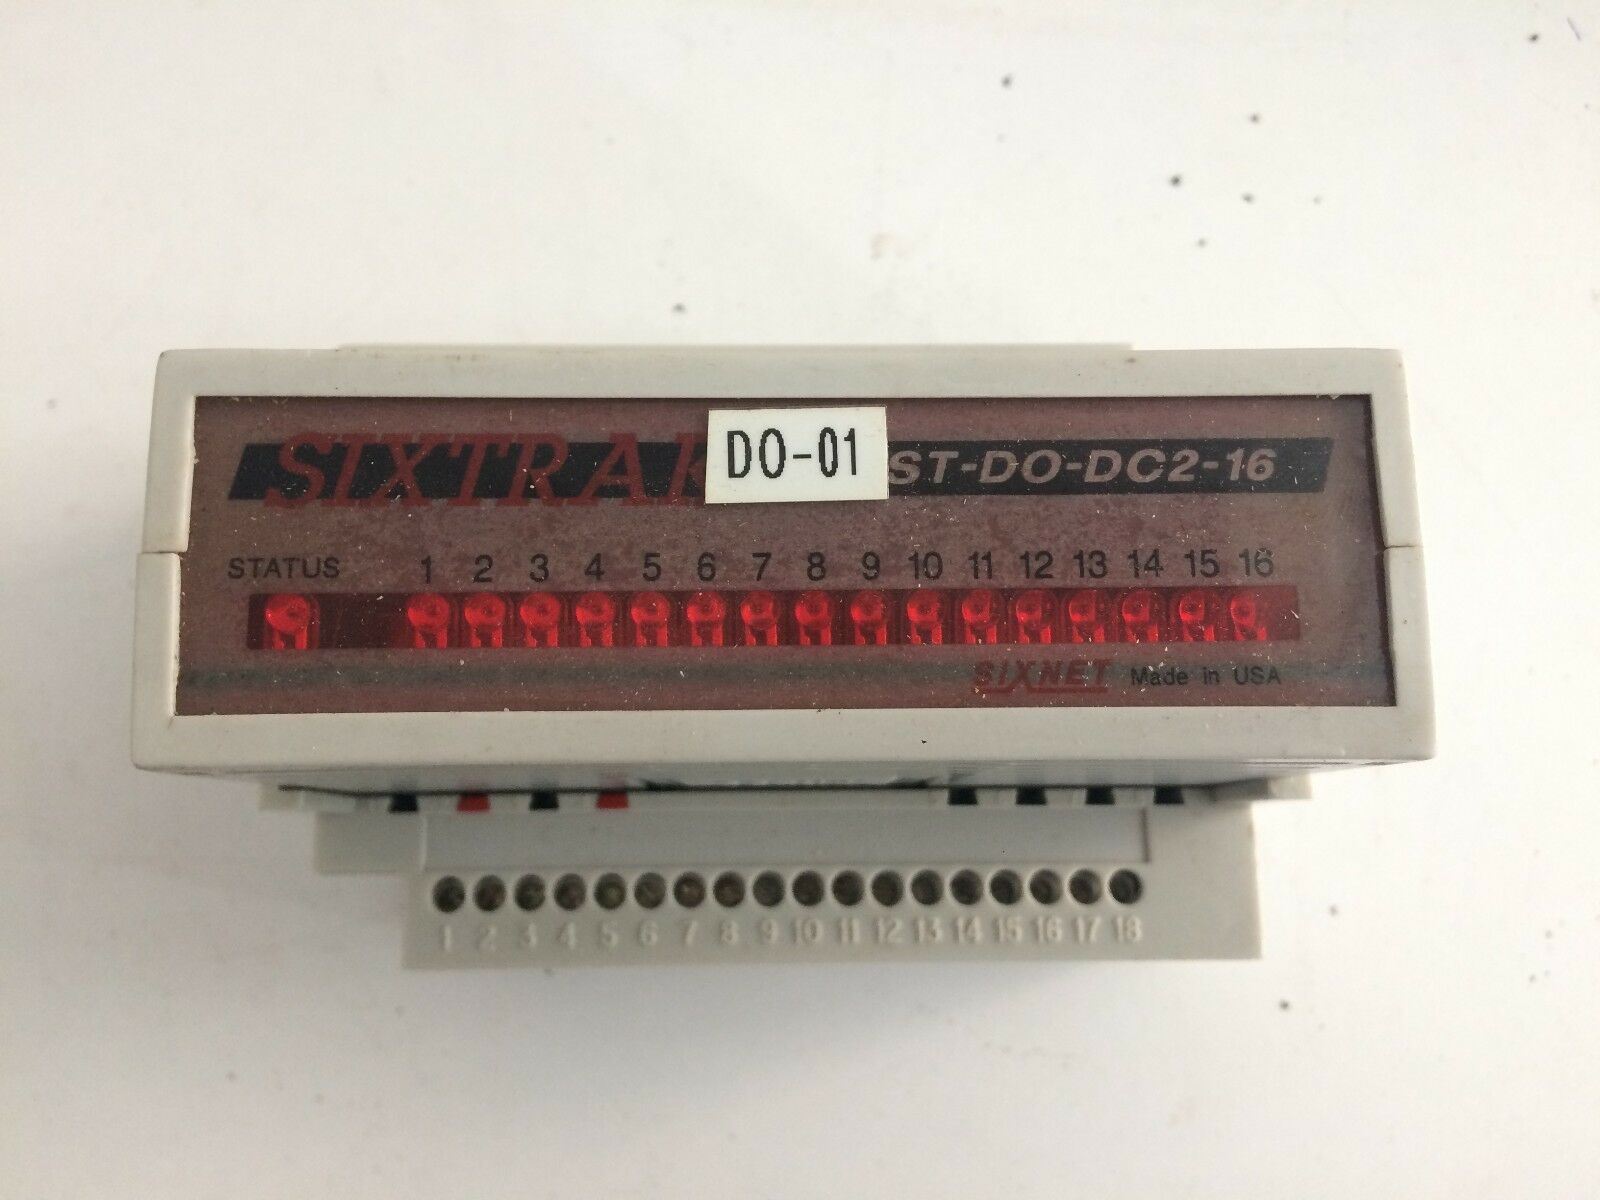 SIXTRAK DO-01 ST-DO-DC2-16
STATUS 1 2 3 4 5 6 7 8 9 10 11 12 13 14 15 16
SIXNET Made in USA
1 2 3 4 5 6 7 8 9 10 11 12 13 14 15 16 17 18